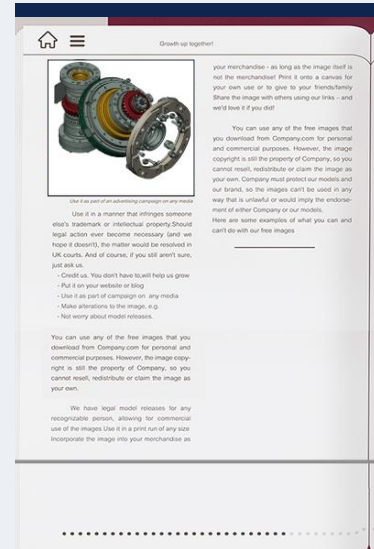 Growth up together!
Use it as part of an advertising campaign on any media
Use it in a manner that infringes someone
else's trademark or intellectual property.Should
legal action ever become necessary (and we
hope it doesn't), the matter would be resolved in
UK courts. And of course, if you still aren't sure,
just ask us.
- Credit us. You don't have to,will help us grow
- Put it on your website or blog
- Use it as part of campaign on any media
- Make alterations to the image, e.g.
- Not worry about model releases.
You can use any of the free images that you
download from Company.com for personal and
commercial purposes. However, the image copy-
right is still the property of Company, so you
cannot resell, redistribute or claim the image as
your own.
We have legal model releases for any
recognizable person, allowing for commercial
use of the images Use it in a print run of any size
Incorporate the image into your merchandise as
your merchandise - as long as the image itself is
not the merchandise! Print it onto a canvas for
your own use or to give to your friends/family
Share the image with others using our links – and
we'd love it if you did!
You can use any of the free images that
you download from Company.com for personal
and commercial purposes. However, the image
copyright is still the property of Company, so you
cannot resell, redistribute or claim the image as
your own. Company must protect our models and
our brand, so the images can't be used in any
way that is unlawful or would imply the endorse-
ment of either Company or our models.
Here are some examples of what you can and
can't do with our free images